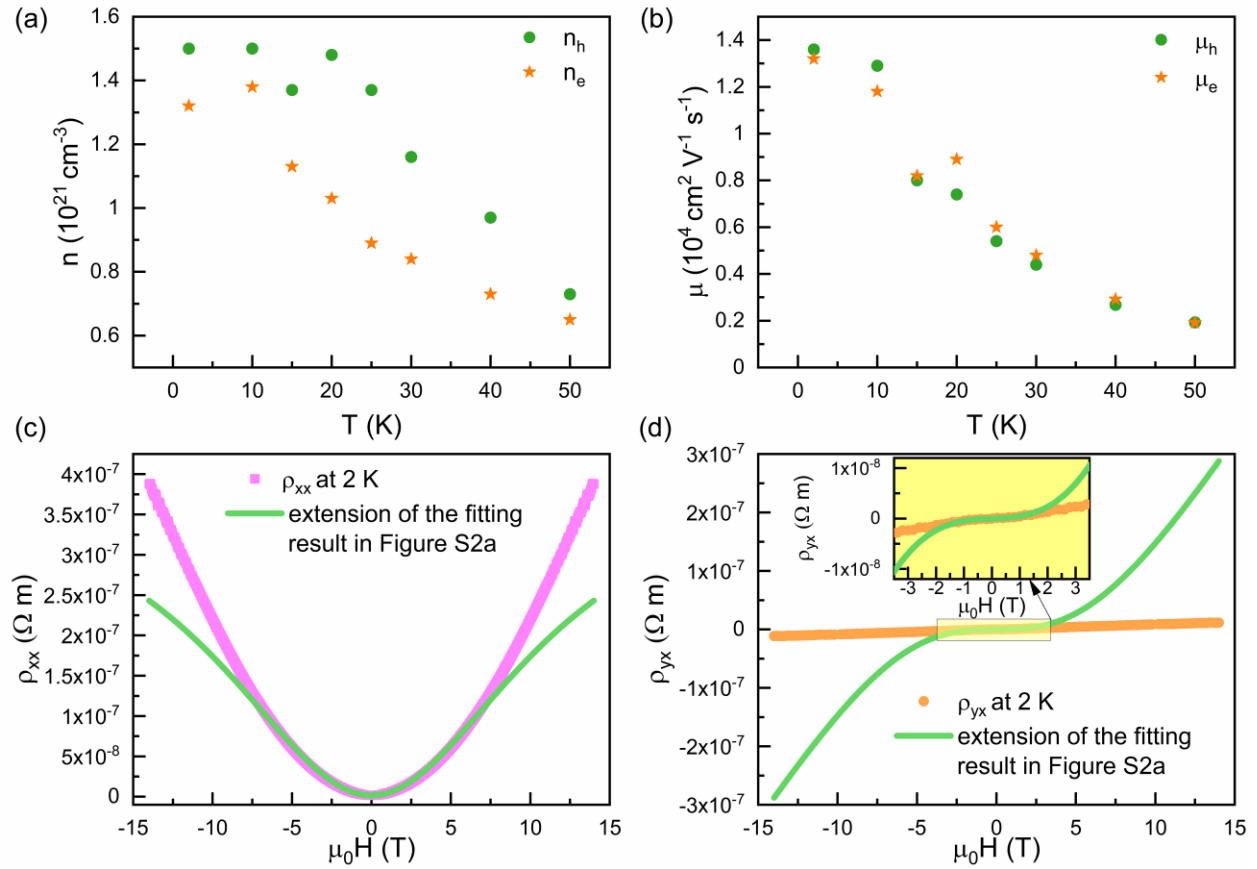 (a)
1.6
1.4
1.2
1
0.8
0.6
n (10²¹ cm⁻³)
n_h
n_e
0
10
20
30
40
50
T (K)
(b)
1.4
1.2
1
0.8
0.6
0.4
0.2
0
μ (10⁴ cm² V⁻¹ s⁻¹)
μ_h
μ_e
0
10
20
30
40
50
T (K)
(c)
4x10⁻⁷
3.5x10⁻⁷
3x10⁻⁷
2.5x10⁻⁷
2x10⁻⁷
1.5x10⁻⁷
1x10⁻⁷
5x10⁻⁸
0
ρ_xx (Ω m)
ρ_xx at 2 K
extension of the fitting
result in Figure S2a
-15
-10
-5
0
5
10
15
μ₀H (T)
(d)
3x10⁻⁷
2x10⁻⁷
1x10⁻⁷
0
-1x10⁻⁷
-2x10⁻⁷
-3x10⁻⁷
ρ_yx (Ω m)
1x10⁻⁸
0
-1x10⁻⁸
ρ_yx (Ω m)
-3
-2
-1
0
1
2
3
μ₀H (T)
ρ_yx at 2 K
extension of the fitting
result in Figure S2a
-15
-10
-5
0
5
10
15
μ₀H (T)